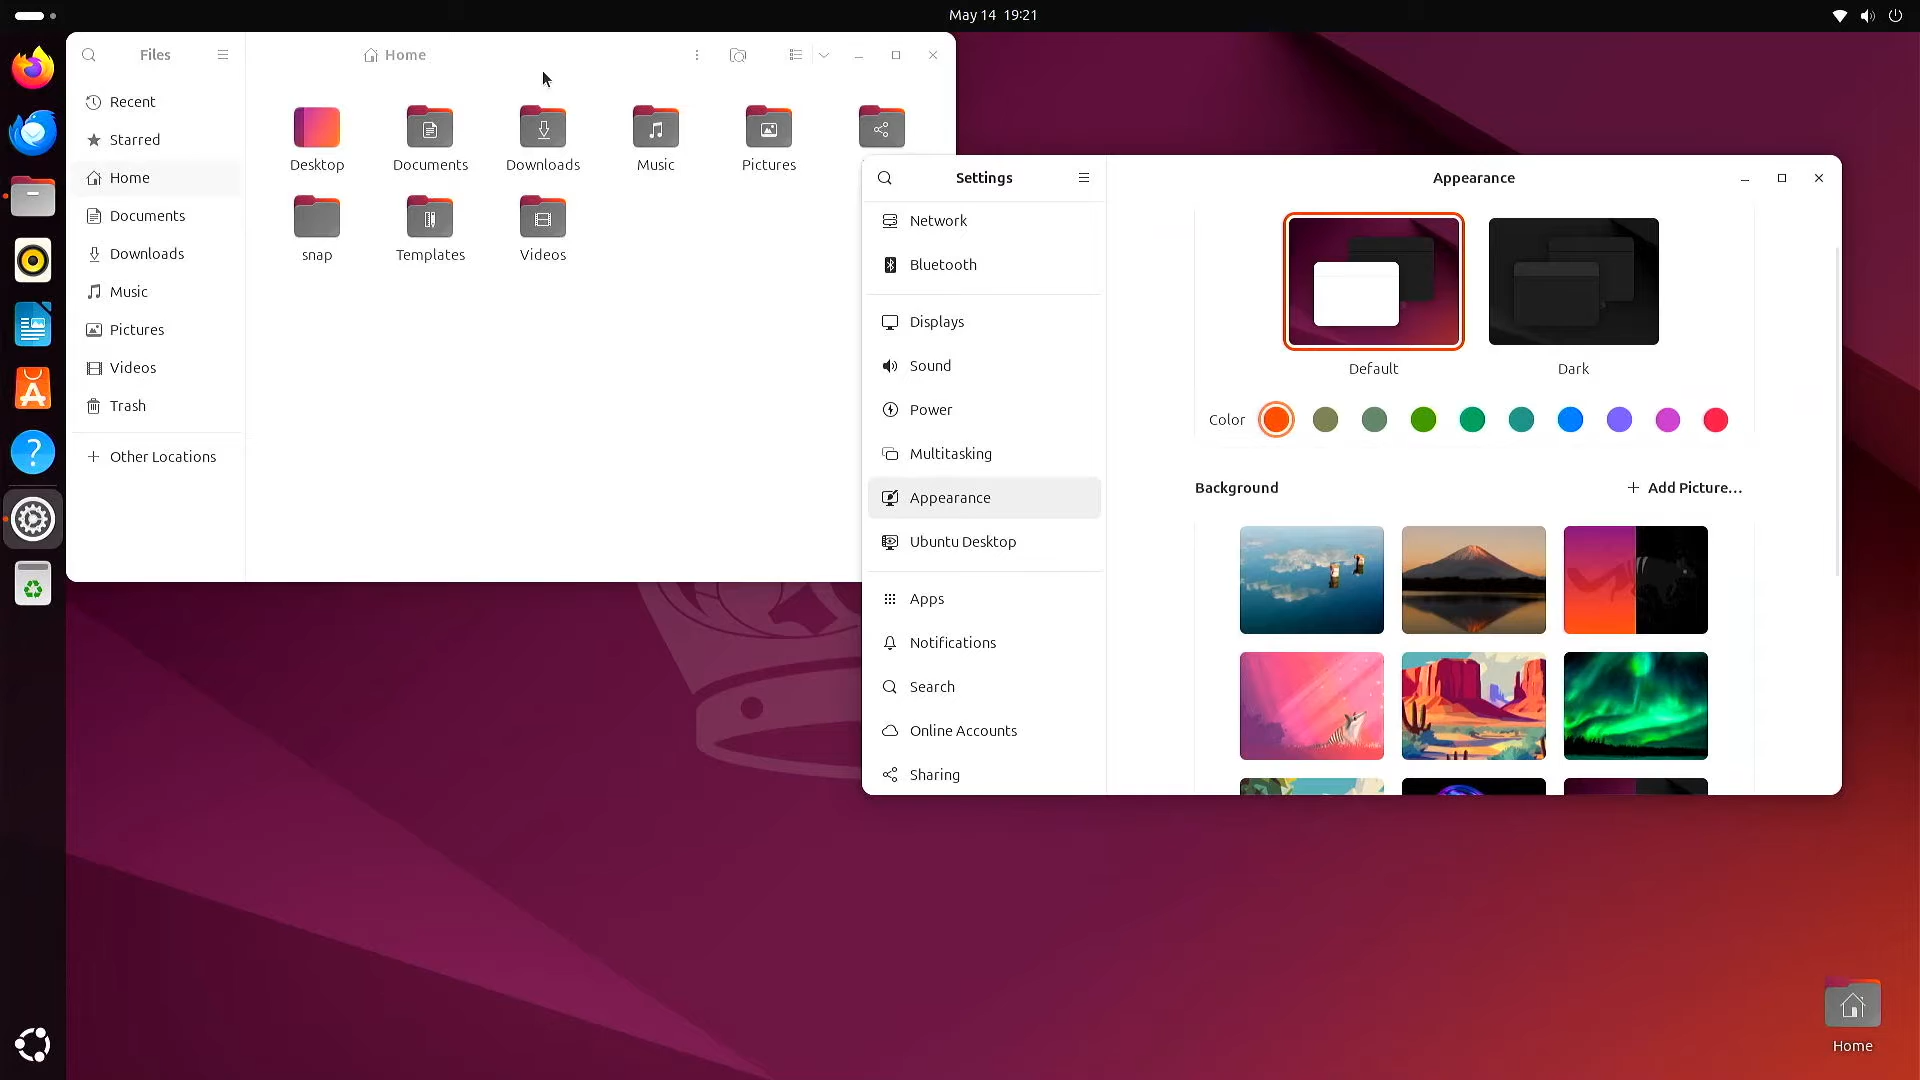 May 14 19:21
Files
Home
Recent
Starred
Home
Documents
Downloads
Music
Pictures
Videos
Trash
Other Locations
Desktop
Documents
Downloads
Music
Pictures
snap
Templates
Videos
Settings
Network
Bluetooth
Displays
Sound
Power
Multitasking
Appearance
Ubuntu Desktop
Apps
Notifications
Search
Online Accounts
Sharing
Appearance
Default
Dark
Color
Background
Add Picture...
Home